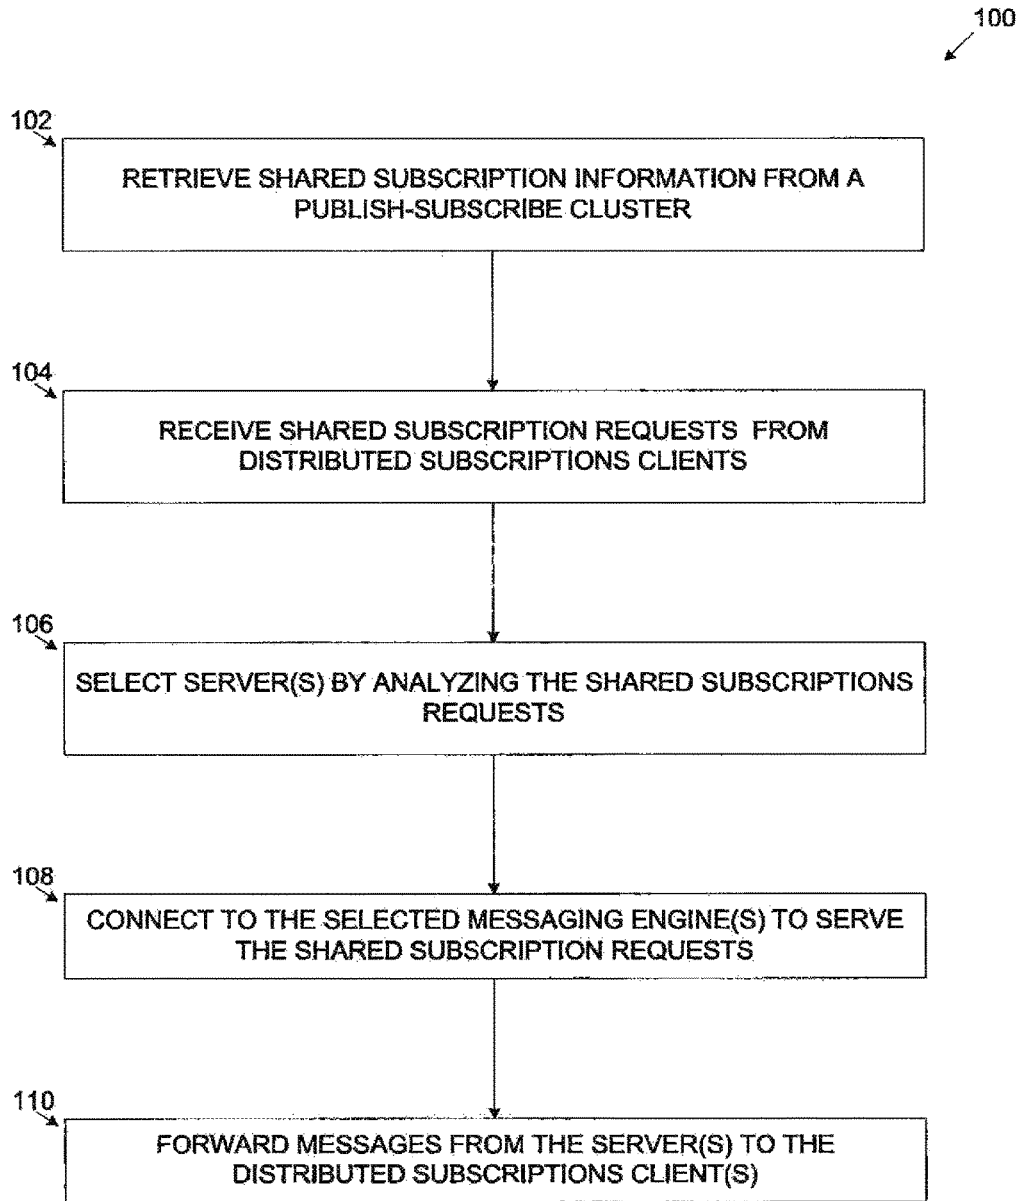 100
102
RETRIEVE SHARED SUBSCRIPTION INFORMATION FROM A
PUBLISH-SUBSCRIBE CLUSTER
104
RECEIVE SHARED SUBSCRIPTION REQUESTS FROM
DISTRIBUTED SUBSCRIPTIONS CLIENTS
106
SELECT SERVER(S) BY ANALYZING THE SHARED SUBSCRIPTIONS
REQUESTS
108
CONNECT TO THE SELECTED MESSAGING ENGINE(S) TO SERVE
THE SHARED SUBSCRIPTION REQUESTS
110
FORWARD MESSAGES FROM THE SERVER(S) TO THE
DISTRIBUTED SUBSCRIPTIONS CLIENT(S)